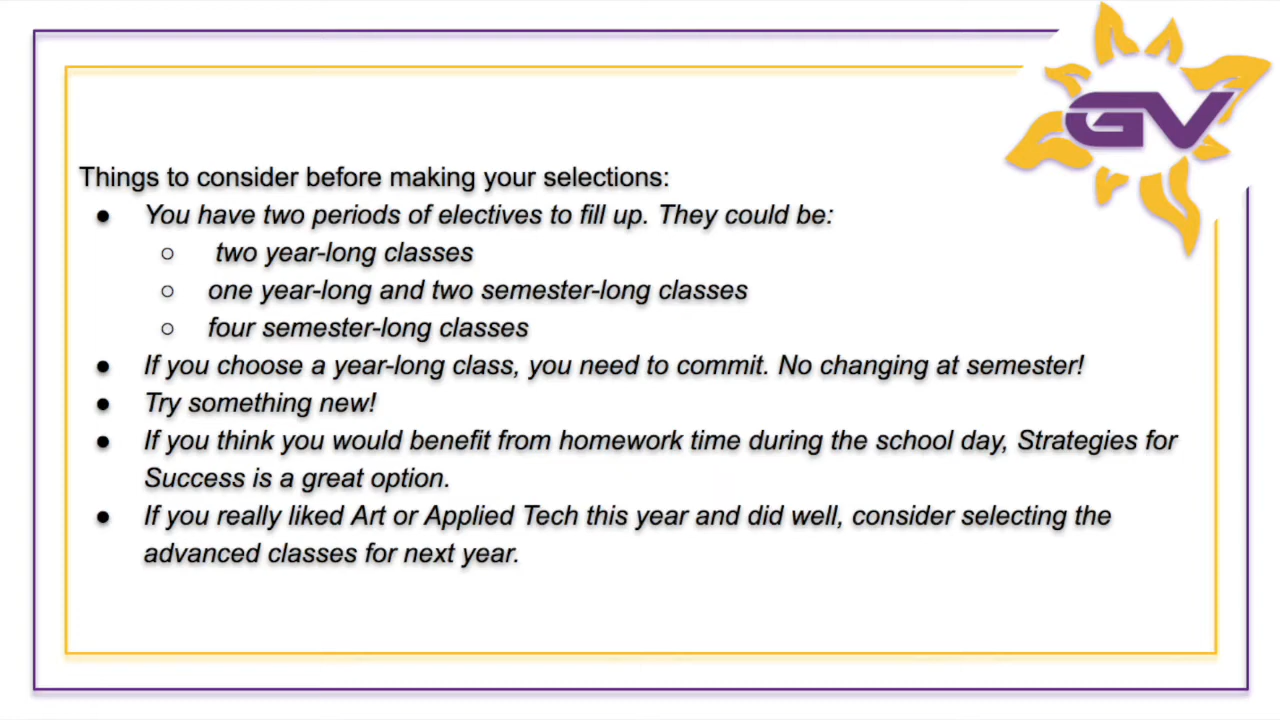 GV
Things to consider before making your selections:
● You have two periods of electives to fill up. They could be:
○ two year-long classes
○ one year-long and two semester-long classes
○ four semester-long classes
● If you choose a year-long class, you need to commit. No changing at semester!
● Try something new!
● If you think you would benefit from homework time during the school day, Strategies for
Success is a great option.
● If you really liked Art or Applied Tech this year and did well, consider selecting the
advanced classes for next year.